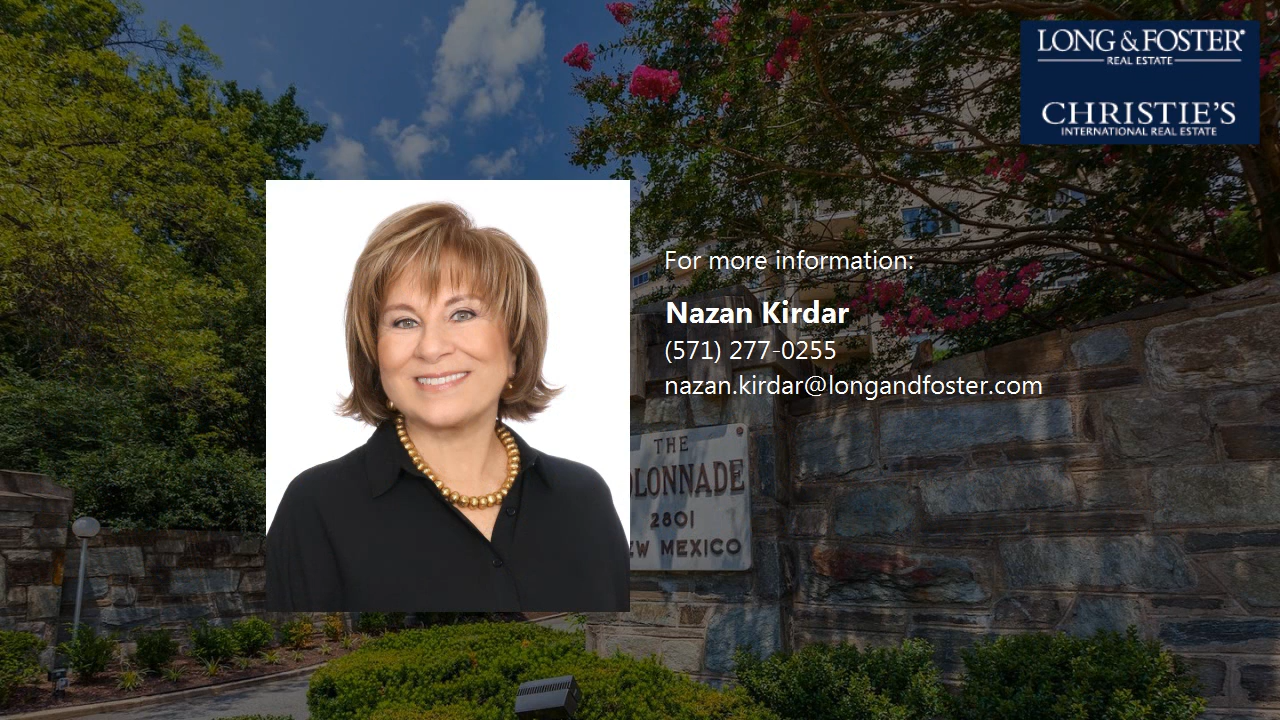 LONG & FOSTER®
REAL ESTATE
CHRISTIE'S
INTERNATIONAL REAL ESTATE
For more information:
Nazan Kirdar
(571) 277-0255
nazan.kirdar@longandfoster.com
THE
OLONNADE
2801
EW MEXICO